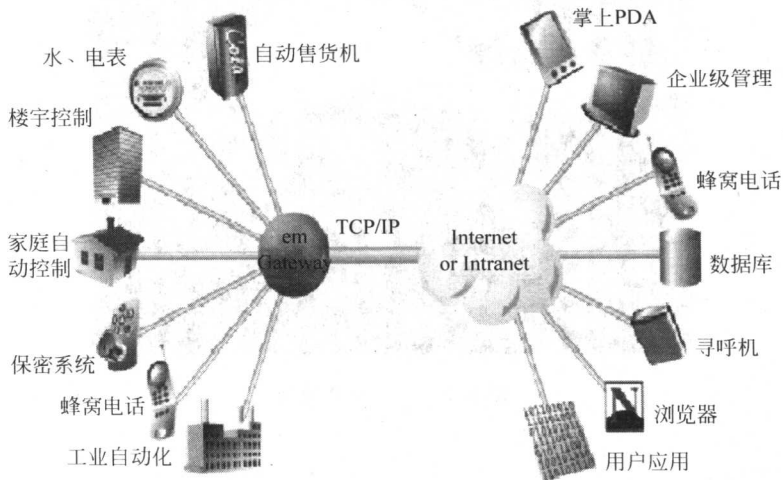 掌上PDA
自动售货机
水、电表
企业级管理
楼宇控制
蜂窝电话
TCP/IP
em
Gateway
Internet
or Intranet
家庭自
动控制
数据库
寻呼机
保密系统
蜂窝电话
浏览器
工业自动化
用户应用